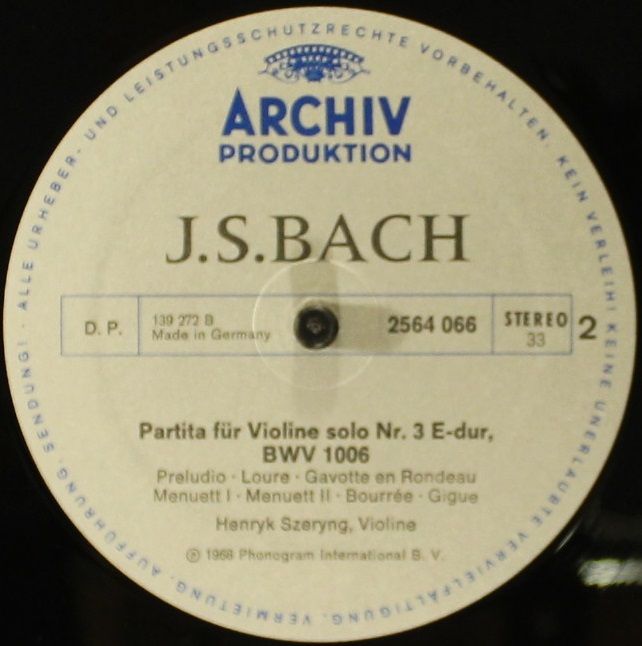 ALLE URHEBER- UND LEISTUNGSSCHUTZRECHTE VORBEHALTEN. KEIN VERLEIH! KEINE UNERLAUBTE VERVIELFÄLTIGUNG, VERMIETUNG, AUFFÜHRUNG, SENDUNG!
ARCHIV
PRODUKTION
J.S.BACH
D. P.
139 272 B
Made in Germany
2564 066
STEREO
33
2
Partita für Violine solo Nr. 3 E-dur,
BWV 1006
Preludio · Loure · Gavotte en Rondeau
Menuett I · Menuett II · Bourrée · Gigue
Henryk Szeryng, Violine
℗ 1968 Phonogram International B. V.